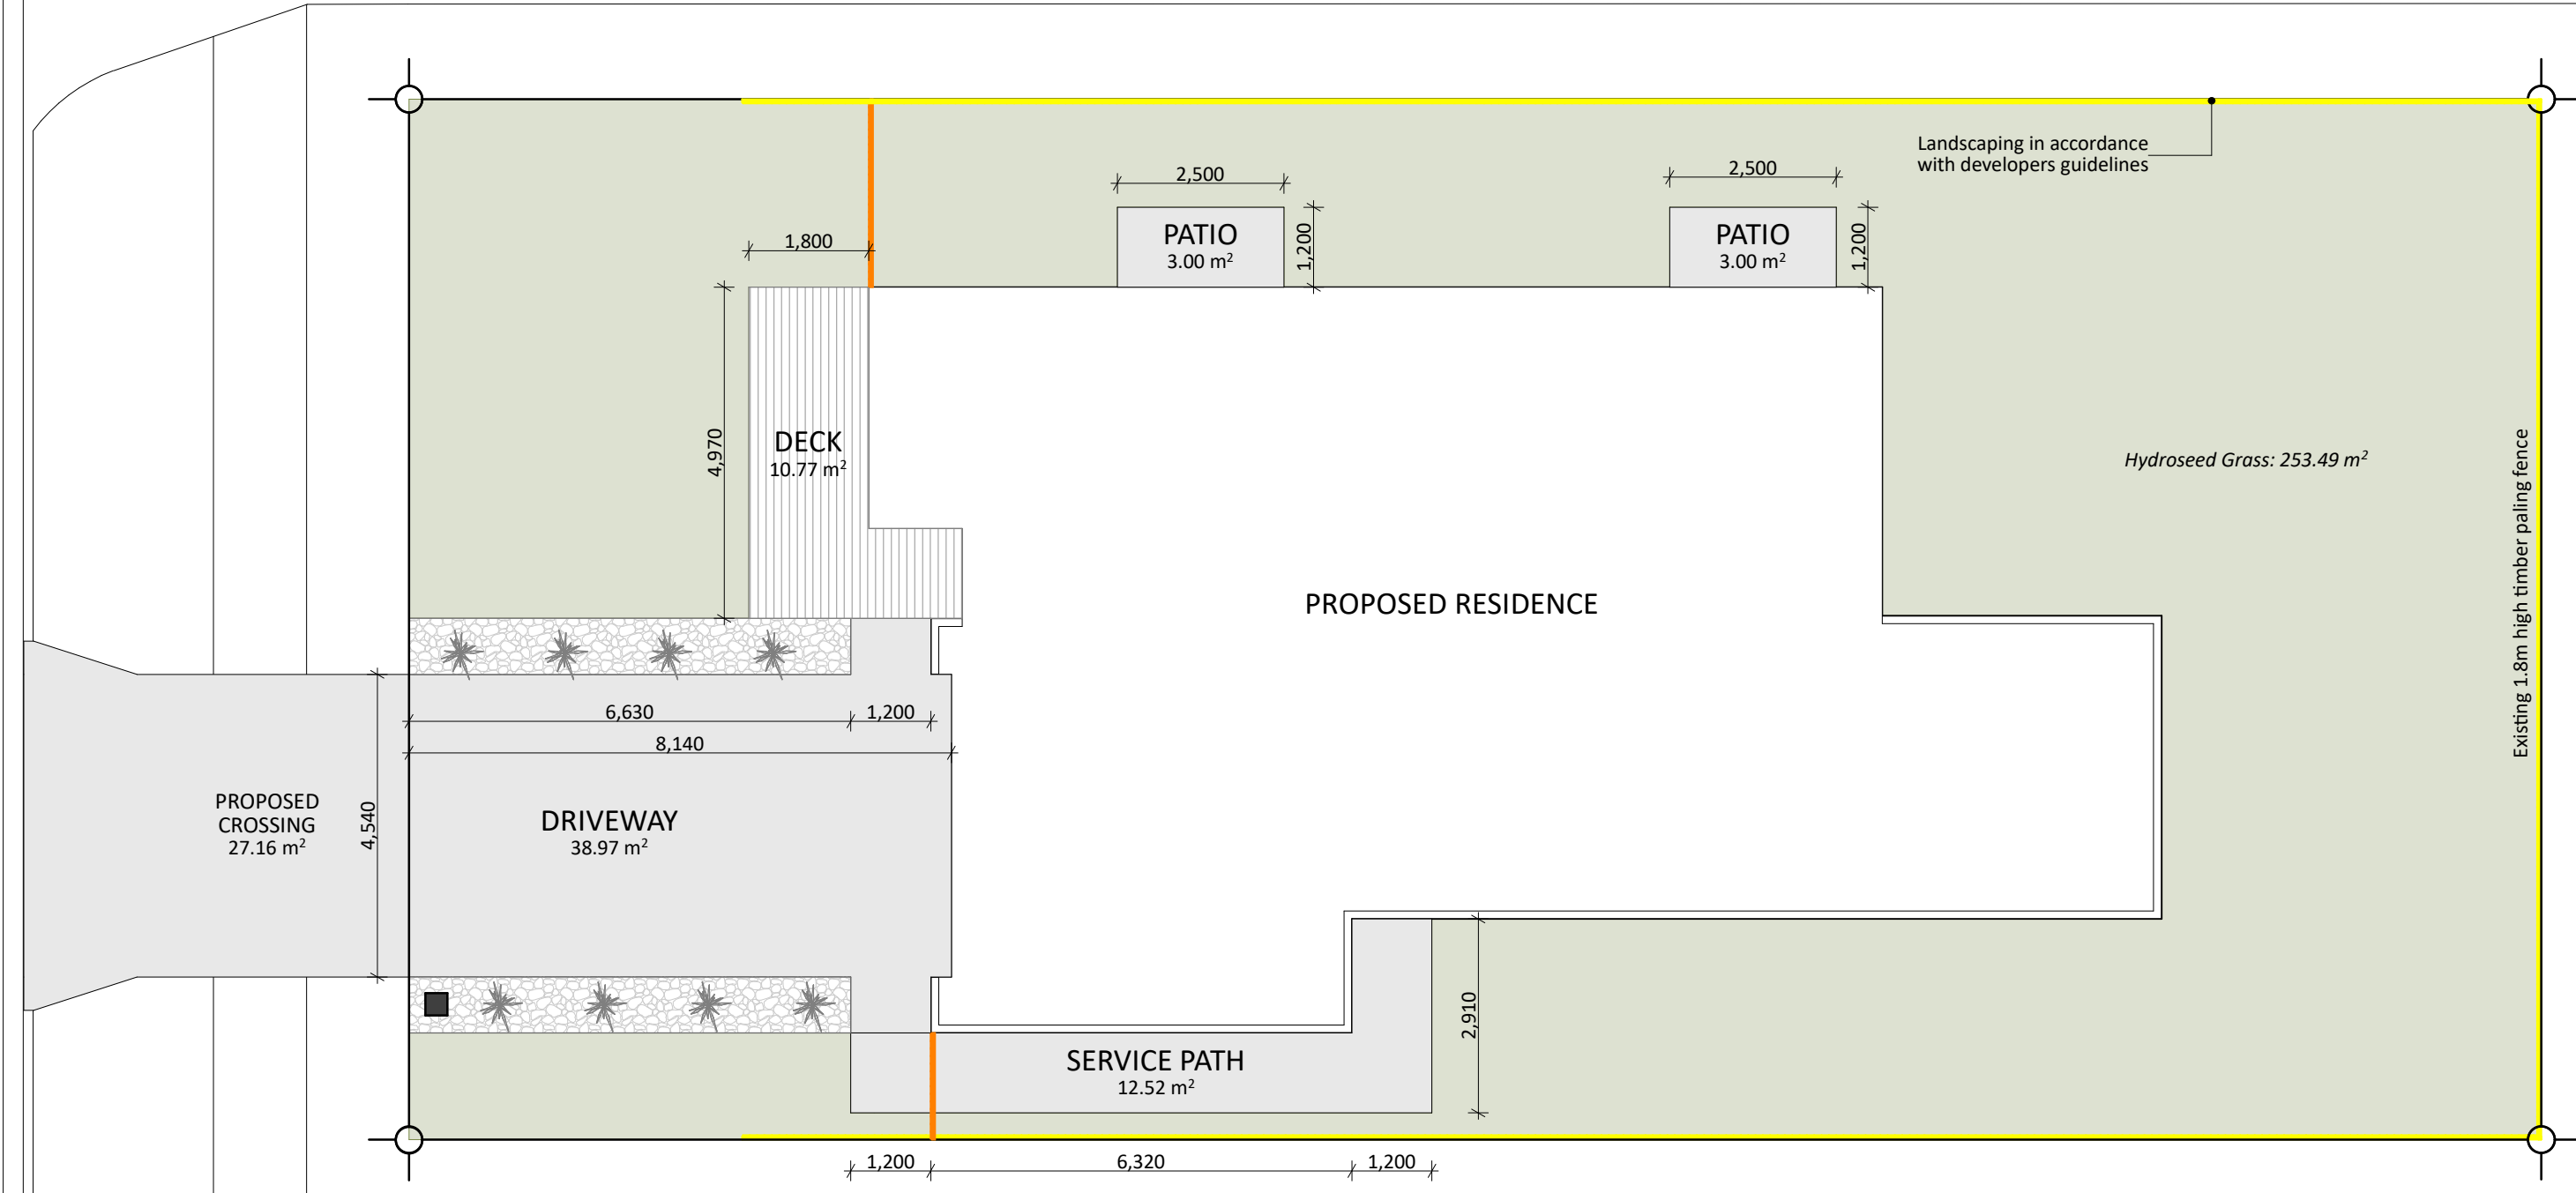 Landscaping in accordance
with developers guidelines
2,500
2,500
PATIO
3.00 m²
1,200
PATIO
3.00 m²
1,200
1,800
4,970
DECK
10.77 m²
Hydroseed Grass: 253.49 m²
Existing 1.8m high timber paling fence
PROPOSED RESIDENCE
6,630
1,200
8,140
PROPOSED
CROSSING
27.16 m²
4,540
DRIVEWAY
38.97 m²
2,910
SERVICE PATH
12.52 m²
1,200
6,320
1,200